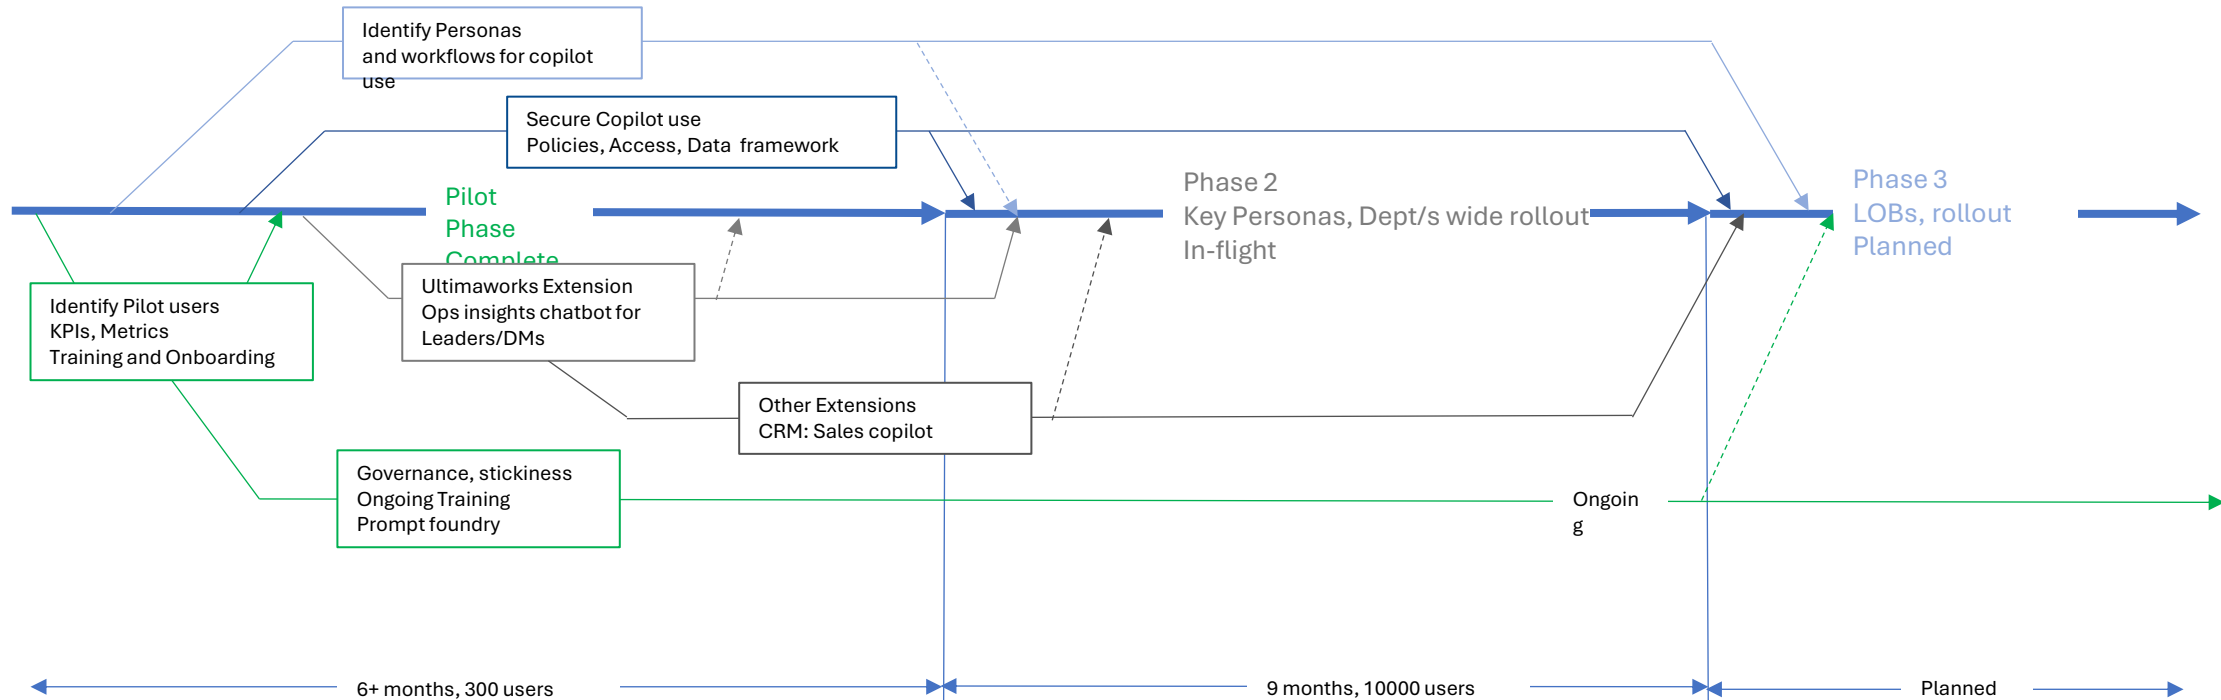 Identify Personas
and workflows for copilot
use
Secure Copilot use
Policies, Access, Data framework
Pilot
Phase
Complete
Phase 2
Key Personas, Dept/s wide rollout
In-flight
Phase 3
LOBs, rollout
Planned
Identify Pilot users
KPIs, Metrics
Training and Onboarding
Ultimaworks Extension
Ops insights chatbot for
Leaders/DMs
Other Extensions
CRM: Sales copilot
Governance, stickiness
Ongoing Training
Prompt foundry
Ongoin
g
6+ months, 300 users
9 months, 10000 users
Planned